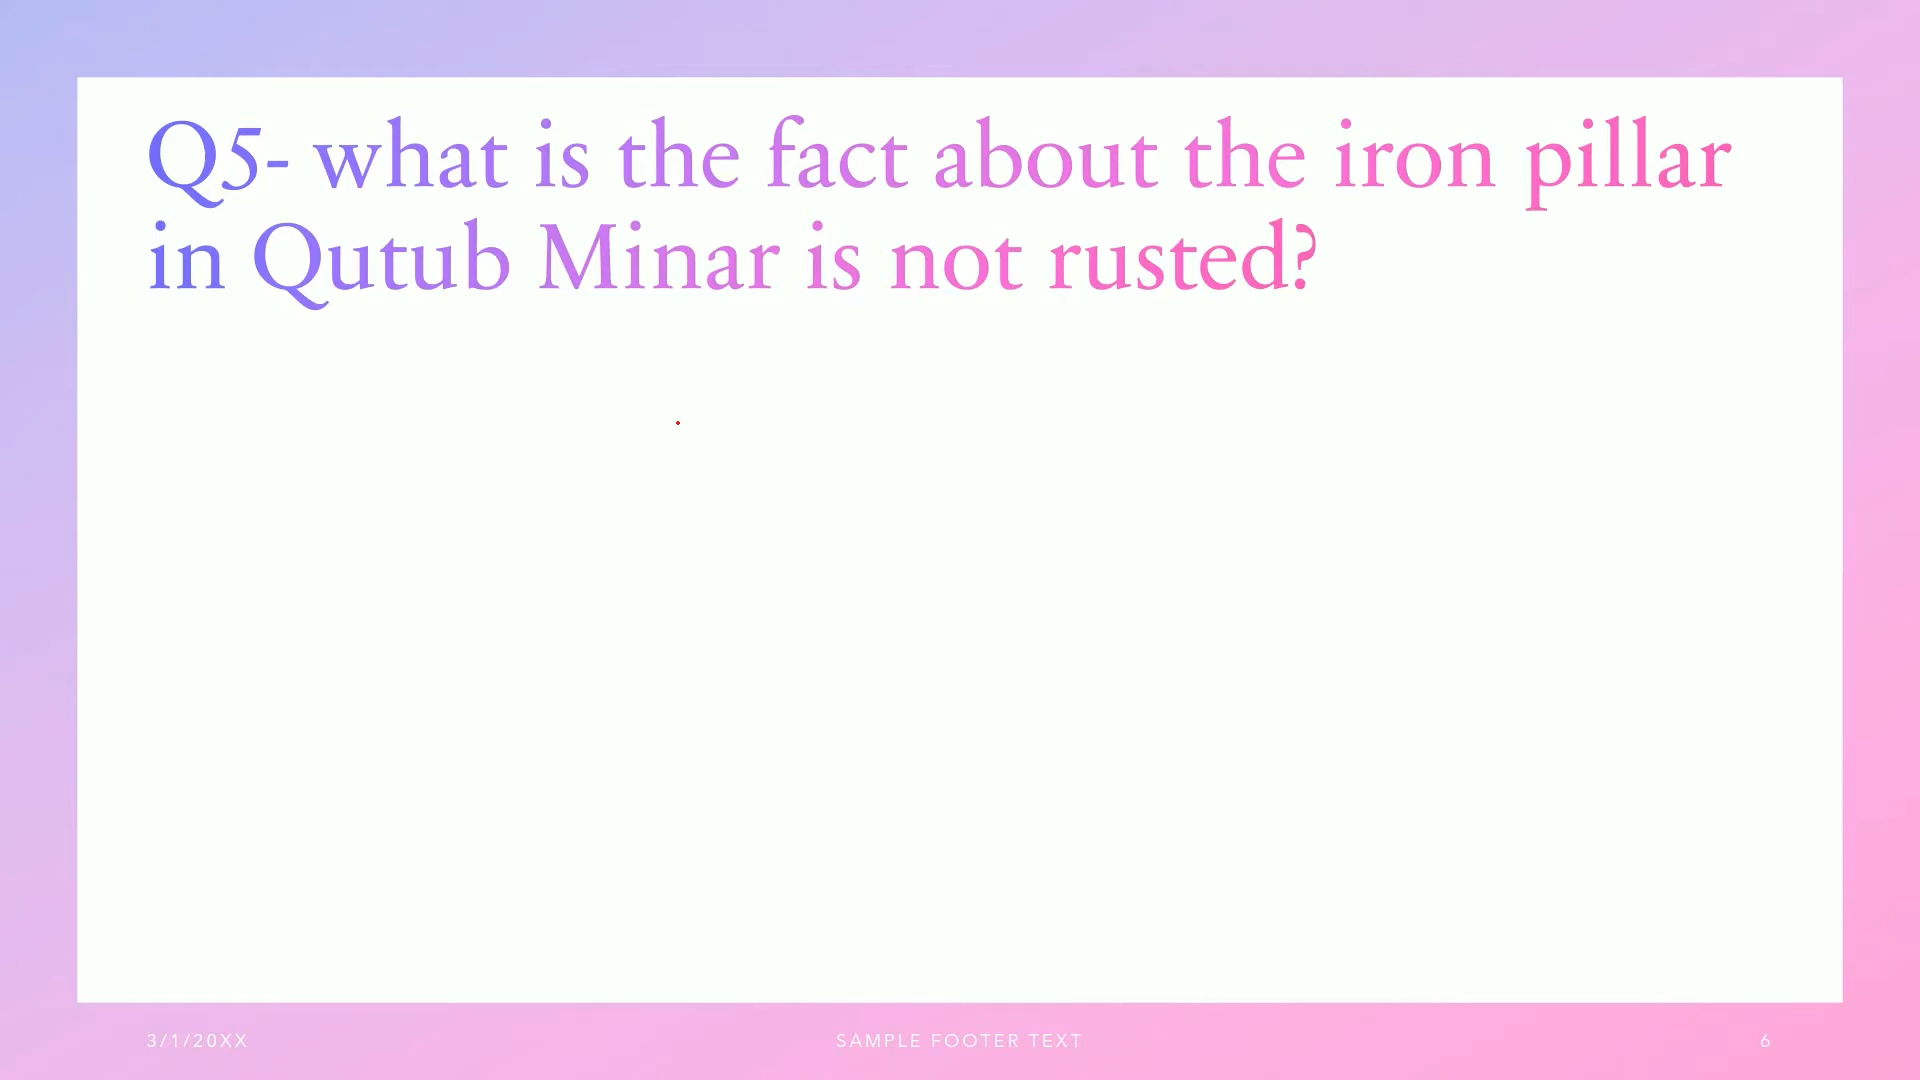 Q5- what is the fact about the iron pillar
in Qutub Minar is not rusted?
3/1/20XX
SAMPLE FOOTER TEXT
6